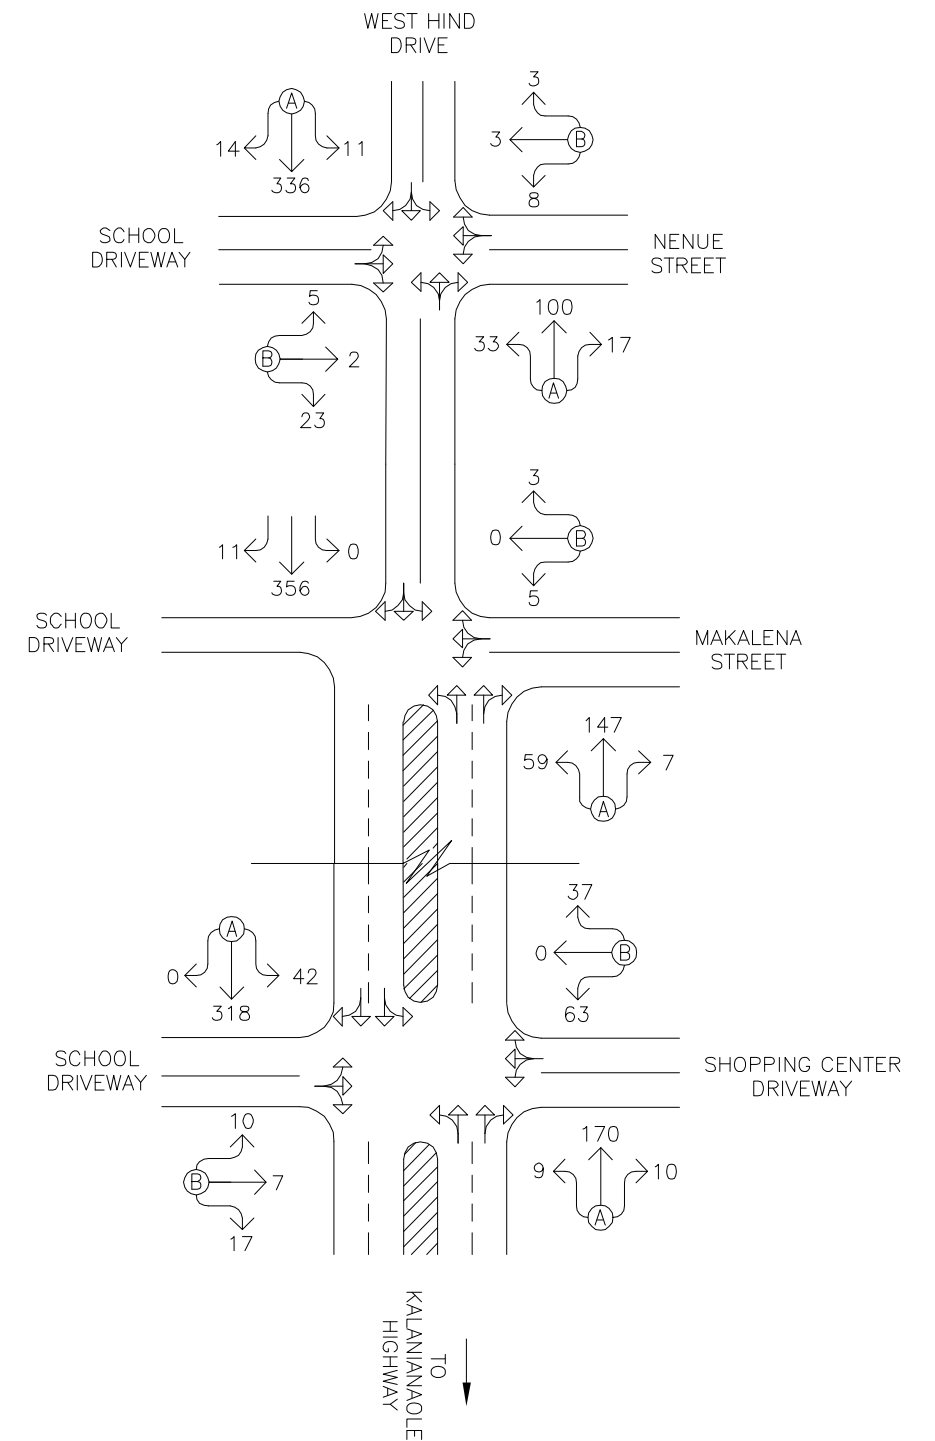 WEST HIND
DRIVE
A
14
11
336
3
3
B
8
SCHOOL
DRIVEWAY
NENUE
STREET
5
B
2
23
100
33
17
A
11
0
356
3
0
B
5
SCHOOL
DRIVEWAY
MAKALENA
STREET
147
59
7
A
A
0
42
318
37
0
B
63
SCHOOL
DRIVEWAY
SHOPPING CENTER
DRIVEWAY
10
B
7
17
170
9
10
A
TO
KALANIANAOLE
HIGHWAY